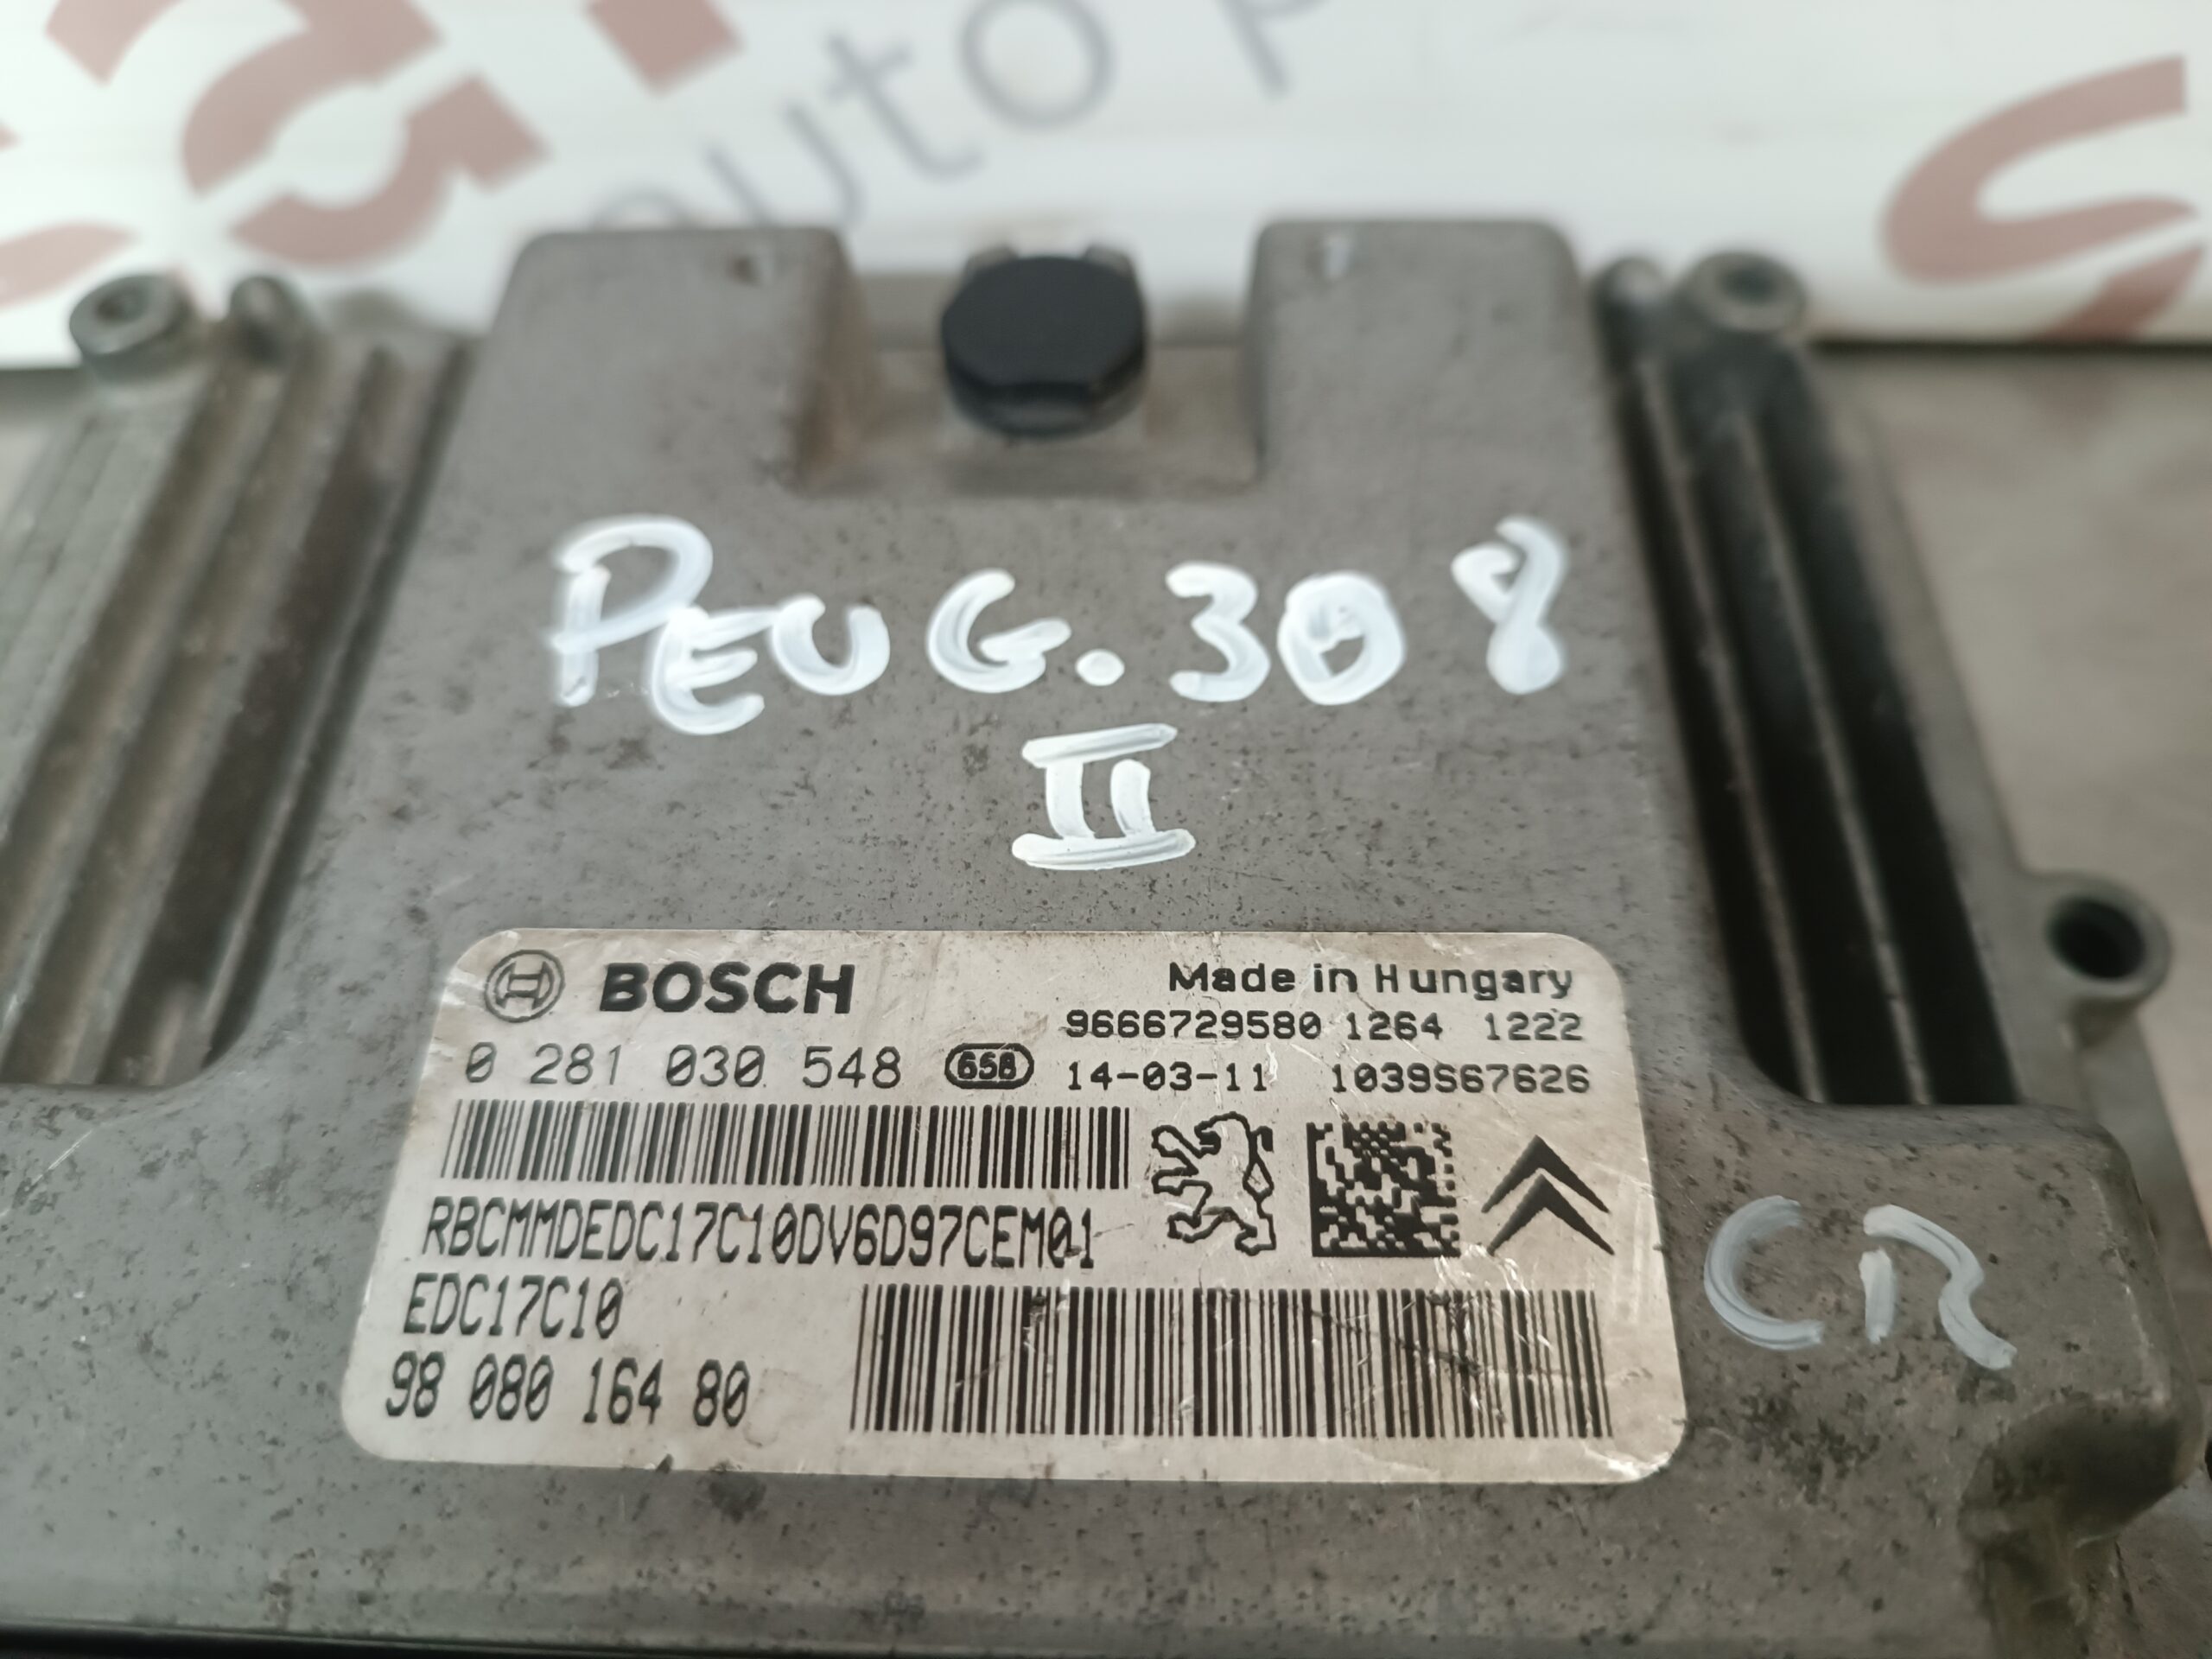 auto p
PEUG. 308
II
BOSCH
Made in Hungary
9666729580 1264 1222
0 281 030 548 658 14-03-11 1039S67626
RBCMMDEDC17C10DV6D97CEM01
EDC17C10
98 080 164 80
CR